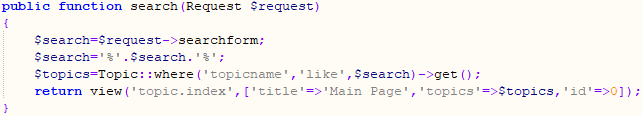 public function search(Request $request)
{
$search=$request->searchform;
$search='%'.$search.'%';
$topics=Topic::where('topicname','like',$search)->get();
return view('topic.index',['title'=>'Main Page','topics'=>$topics,'id'=>0]);
}